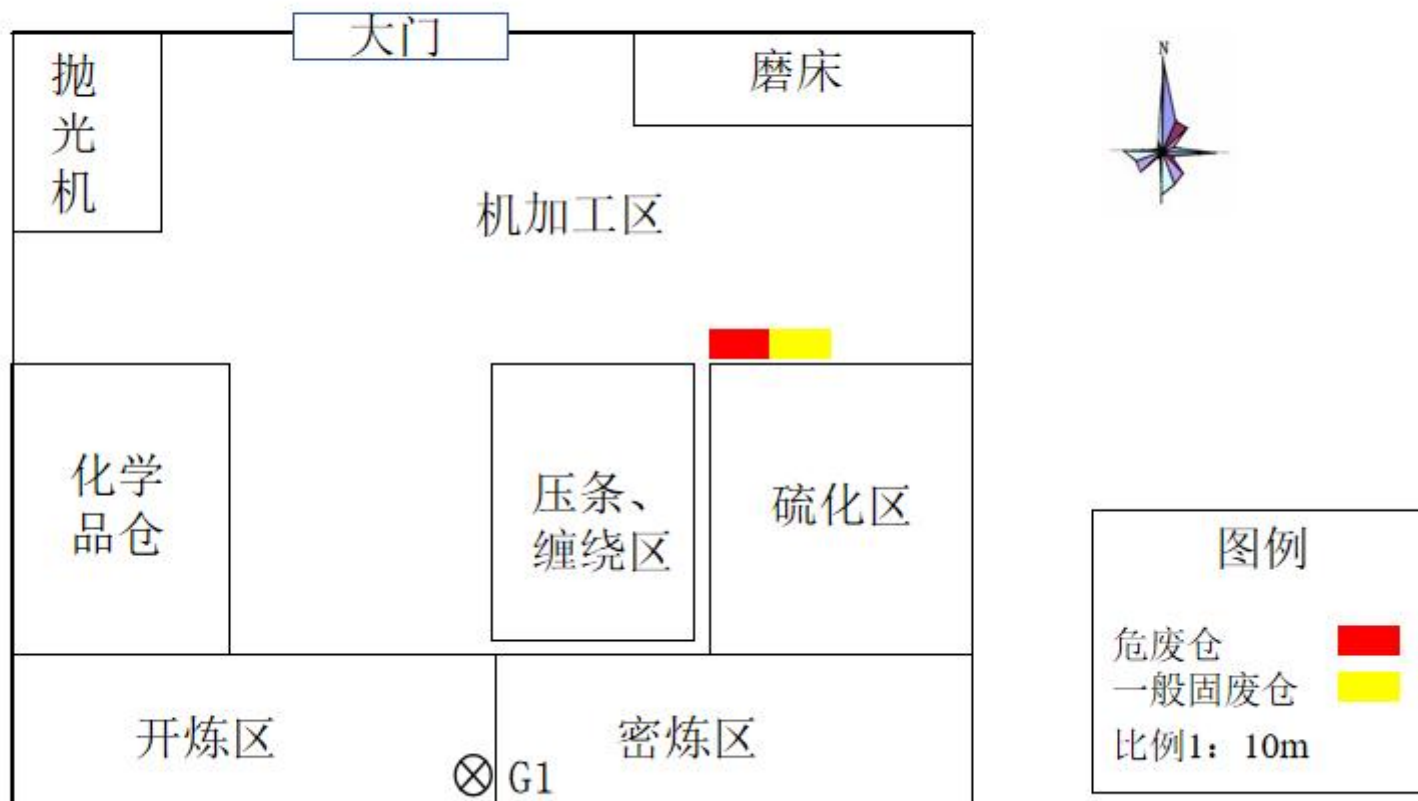 大门
抛
光
机
磨床
N
机加工区
化学
品仓
压条、
缠绕区
硫化区
开炼区
密炼区
G1
图例
危废仓
一般固废仓
比例1：10m